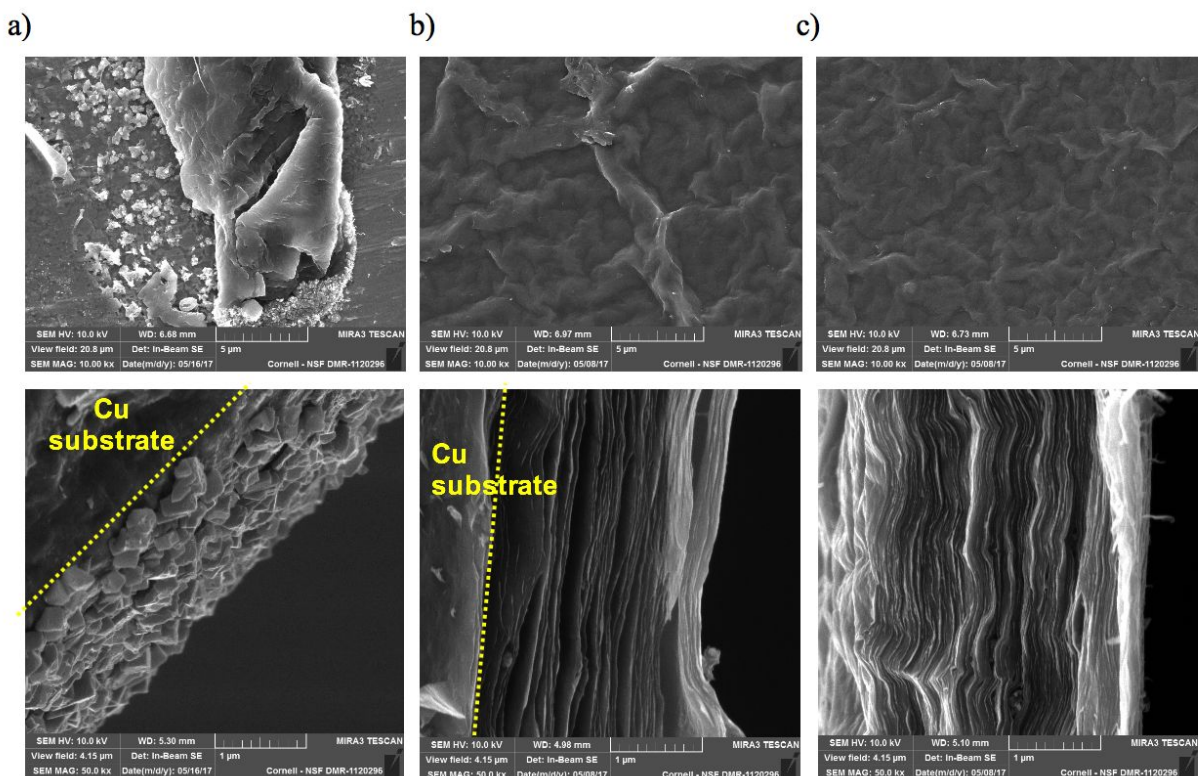 a)
b)
c)
SEM HV: 10.0 kV WD: 6.68 mm MIRA3 TESCAN
View field: 20.8 µm Det: In-Beam SE 5 µm
SEM MAG: 10.00 kx Date(m/d/y): 05/16/17 Cornell - NSF DMR-1120296
SEM HV: 10.0 kV WD: 6.97 mm MIRA3 TESCAN
View field: 20.8 µm Det: In-Beam SE 5 µm
SEM MAG: 10.00 kx Date(m/d/y): 05/08/17 Cornell - NSF DMR-1120296
SEM HV: 10.0 kV WD: 6.73 mm MIRA3 TESCAN
View field: 20.8 µm Det: In-Beam SE 5 µm
SEM MAG: 10.00 kx Date(m/d/y): 05/08/17 Cornell - NSF DMR-1120296
Cu
substrate
SEM HV: 10.0 kV WD: 5.30 mm MIRA3 TESCAN
View field: 4.15 µm Det: In-Beam SE 1 µm
SEM MAG: 50.0 kx Date(m/d/y): 05/16/17 Cornell - NSF DMR-1120296
Cu
substrate
SEM HV: 10.0 kV WD: 4.98 mm MIRA3 TESCAN
View field: 4.15 µm Det: In-Beam SE 1 µm
SEM MAG: 50.0 kx Date(m/d/y): 05/08/17 Cornell - NSF DMR-1120296
SEM HV: 10.0 kV WD: 5.10 mm MIRA3 TESCAN
View field: 4.15 µm Det: In-Beam SE 1 µm
SEM MAG: 50.0 kx Date(m/d/y): 05/08/17 Cornell - NSF DMR-1120296